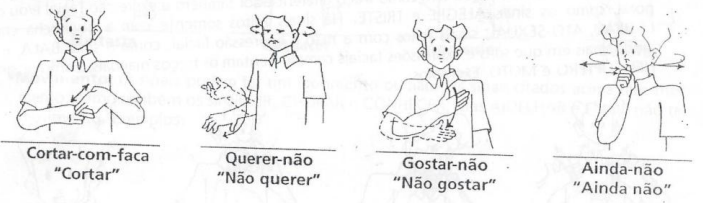 Cortar-com-faca
"Cortar"
Querer-não
"Não querer"
Gostar-não
"Não gostar"
Ainda-não
"Ainda não"